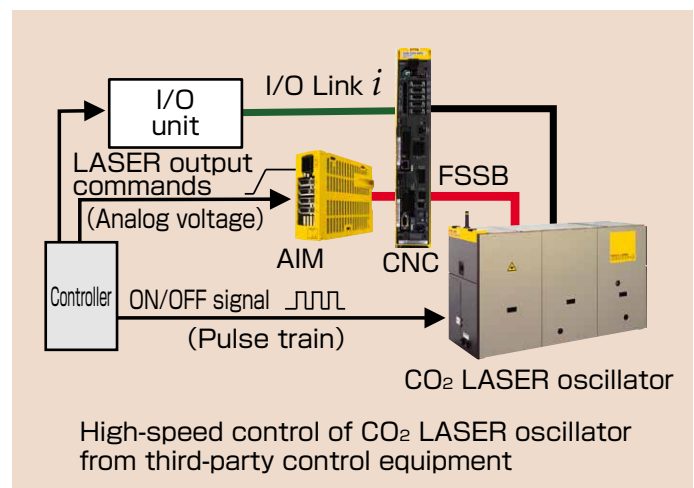 I/O Link i
I/O
unit
LASER output
commands
(Analog voltage)
FSSB
AIM
CNC
Controller
ON/OFF signal
(Pulse train)
CO₂ LASER oscillator
High-speed control of CO₂ LASER oscillator
from third-party control equipment